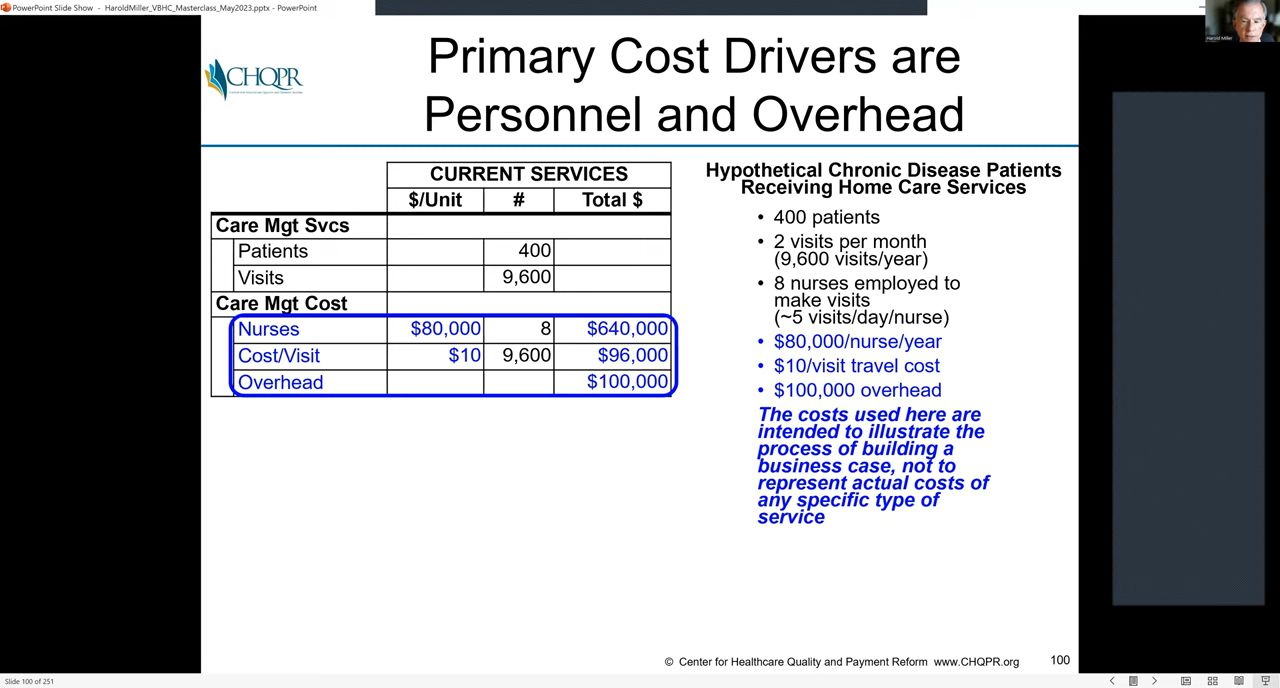 PowerPoint Slide Show - HaroldMiller_VBHC_Masterclass_May2023.pptx - PowerPoint
Harold Miller
CHQPR
Primary Cost Drivers are
Personnel and Overhead
CURRENT SERVICES
$/Unit # Total $
Care Mgt Svcs
Patients 400
Visits 9,600
Care Mgt Cost
Nurses $80,000 8 $640,000
Cost/Visit $10 9,600 $96,000
Overhead $100,000
Hypothetical Chronic Disease Patients
Receiving Home Care Services
• 400 patients
• 2 visits per month
(9,600 visits/year)
• 8 nurses employed to
make visits
(~5 visits/day/nurse)
• $80,000/nurse/year
• $10/visit travel cost
• $100,000 overhead
The costs used here are
intended to illustrate the
process of building a
business case, not to
represent actual costs of
any specific type of
service
© Center for Healthcare Quality and Payment Reform www.CHQPR.org
100
Slide 100 of 251